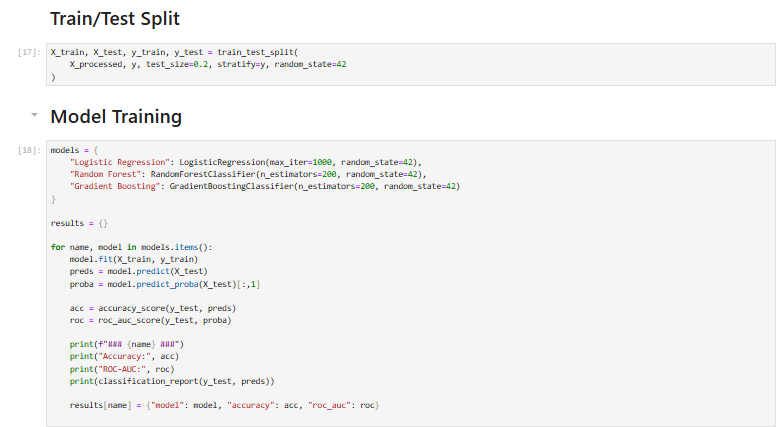 Train/Test Split
[17]: X_train, X_test, y_train, y_test = train_test_split(
    X_processed, y, test_size=0.2, stratify=y, random_state=42
)
Model Training
[18]: models = {
    "Logistic Regression": LogisticRegression(max_iter=1000, random_state=42),
    "Random Forest": RandomForestClassifier(n_estimators=200, random_state=42),
    "Gradient Boosting": GradientBoostingClassifier(n_estimators=200, random_state=42)
}
results = {}
for name, model in models.items():
    model.fit(X_train, y_train)
    preds = model.predict(X_test)
    proba = model.predict_proba(X_test)[:,1]
    acc = accuracy_score(y_test, preds)
    roc = roc_auc_score(y_test, proba)
    print(f"### {name} ###")
    print("Accuracy:", acc)
    print("ROC-AUC:", roc)
    print(classification_report(y_test, preds))
    results[name] = {"model": model, "accuracy": acc, "roc_auc": roc}